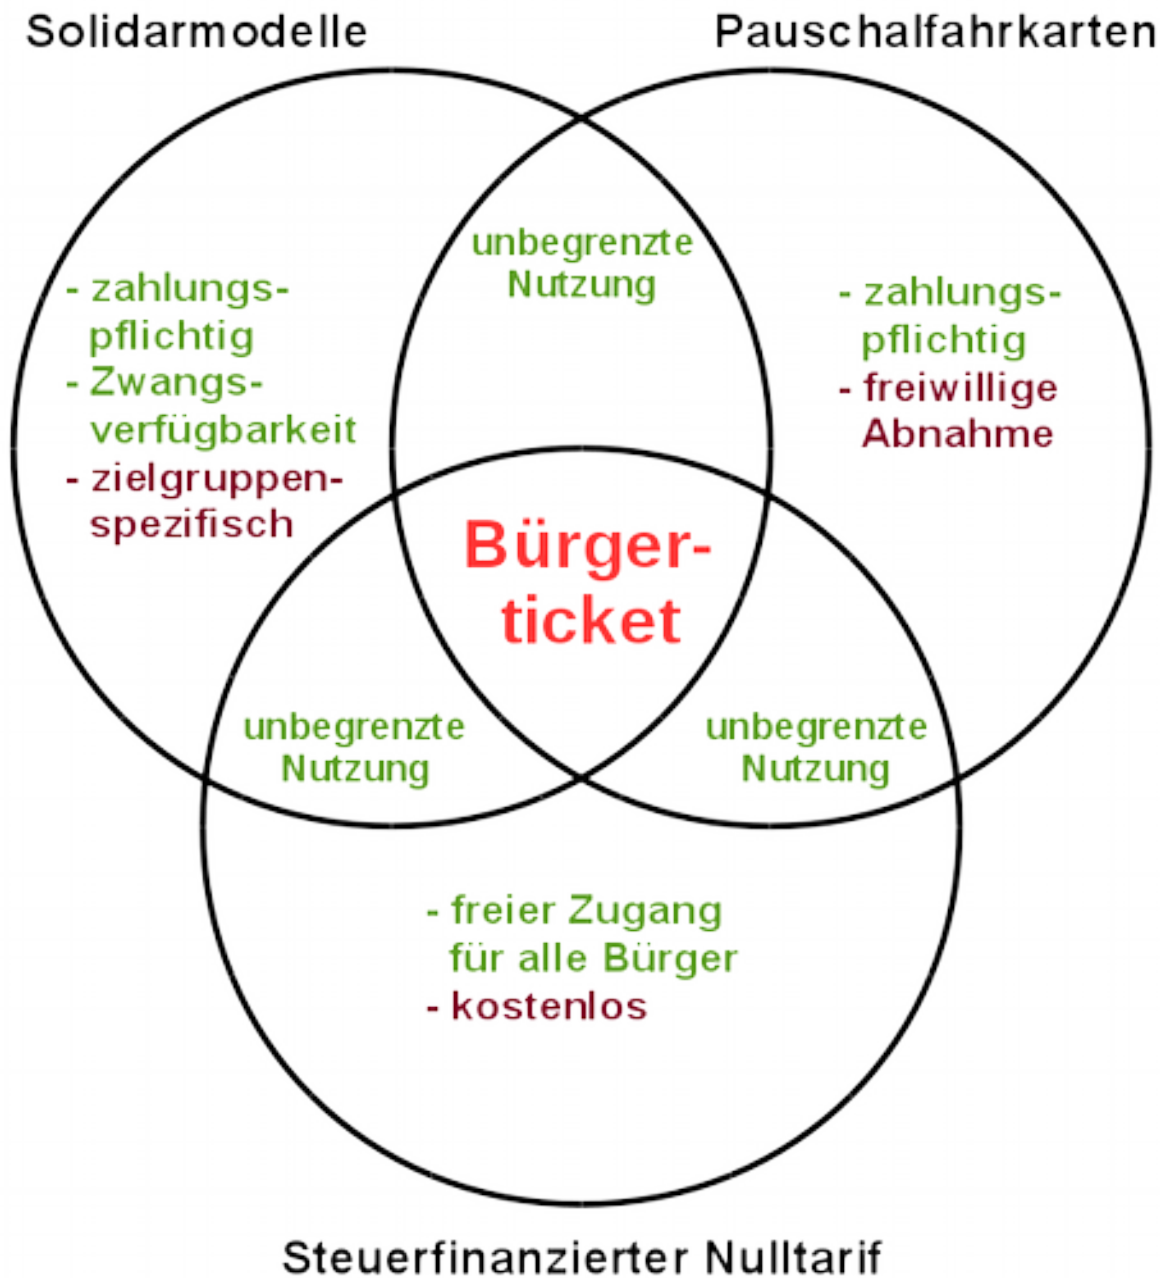 Solidarmodelle
Pauschalfahrkarten
unbegrenzte
Nutzung
- zahlungs-
pflichtig
- Zwangs-
verfügbarkeit
- zielgruppen-
spezifisch
- zahlungs-
pflichtig
- freiwillige
Abnahme
Bürger-
ticket
unbegrenzte
Nutzung
unbegrenzte
Nutzung
- freier Zugang
für alle Bürger
- kostenlos
Steuerfinanzierter Nulltarif